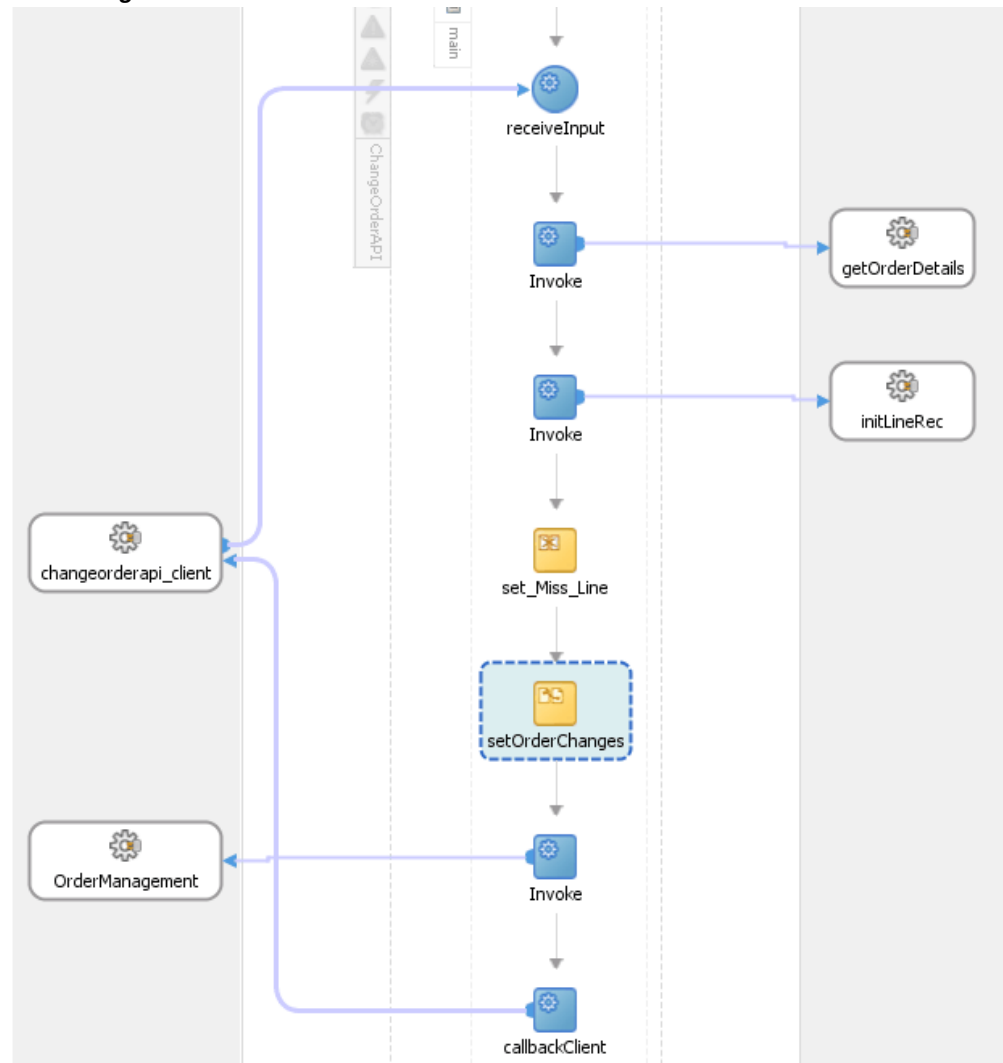 main
receiveInput
ChangeOrderAPI
getOrderDetails
Invoke
initLineRec
Invoke
changeorderapi_client
set_Miss_Line
setOrderChanges
OrderManagement
Invoke
callbackClient